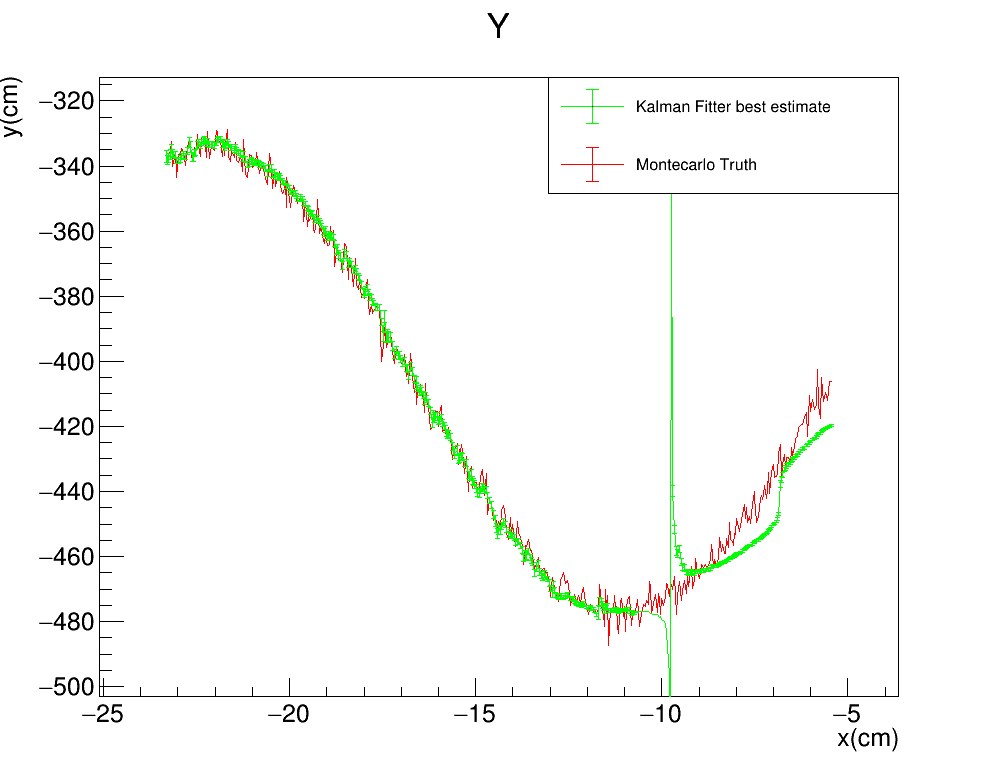 Y
y(cm)
Kalman Fitter best estimate
Montecarlo Truth
−320
−340
−360
−380
−400
−420
−440
−460
−480
−500
−25 −20 −15 −10 −5
x(cm)